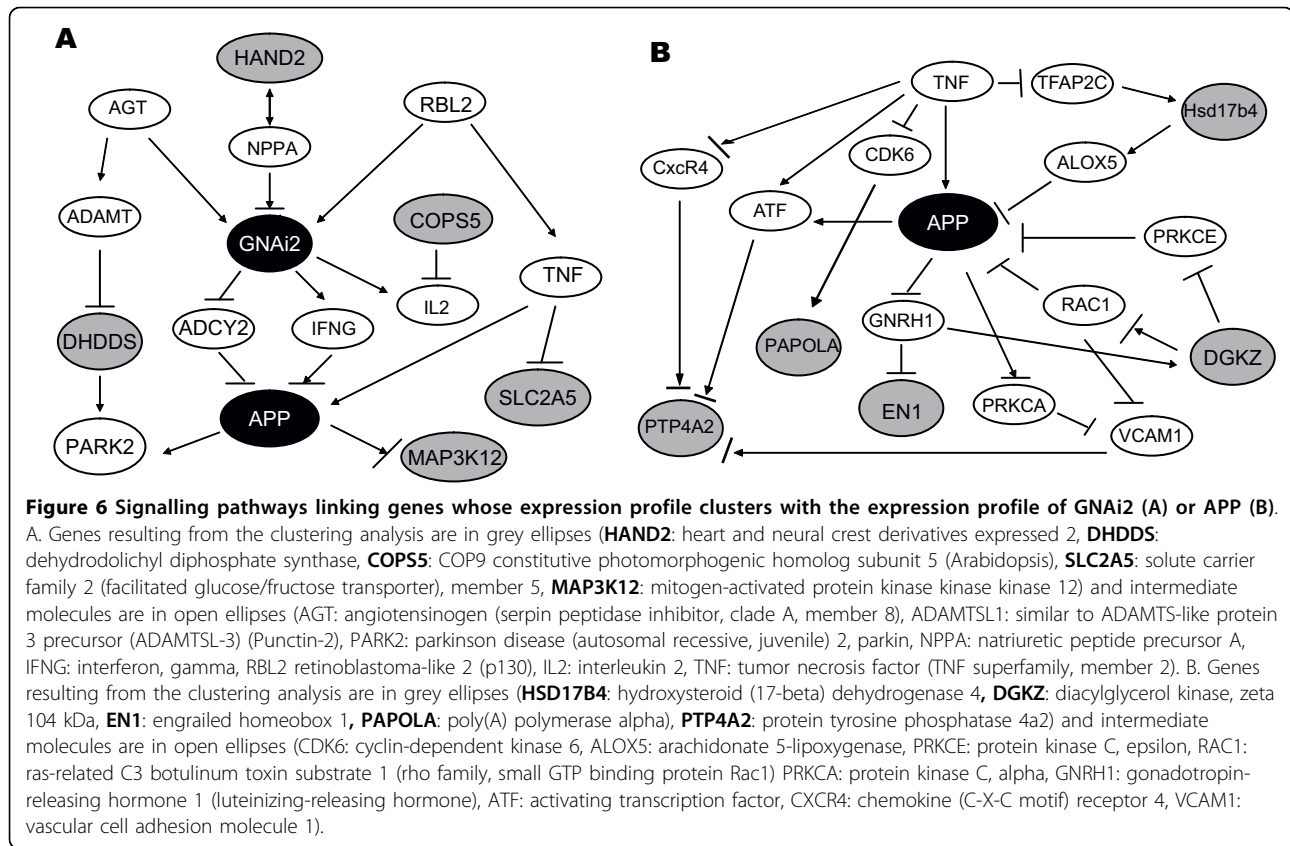 A
HAND2
AGT
RBL2
NPPA
ADAMT
COPS5
GNAi2
TNF
IL2
ADCY2
IFNG
DHDDS
SLC2A5
APP
PARK2
MAP3K12
B
TNF
TFAP2C
Hsd17b4
CDK6
CxcR4
ALOX5
ATF
APP
PRKCE
RAC1
GNRH1
PAPOLA
DGKZ
EN1
PRKCA
PTP4A2
VCAM1
Figure 6 Signalling pathways linking genes whose expression profile clusters with the expression profile of GNAi2 (A) or APP (B).
A. Genes resulting from the clustering analysis are in grey ellipses (HAND2: heart and neural crest derivatives expressed 2, DHDDS:
dehydrodolichyl diphosphate synthase, COPS5: COP9 constitutive photomorphogenic homolog subunit 5 (Arabidopsis), SLC2A5: solute carrier
family 2 (facilitated glucose/fructose transporter), member 5, MAP3K12: mitogen-activated protein kinase kinase kinase 12) and intermediate
molecules are in open ellipses (AGT: angiotensinogen (serpin peptidase inhibitor, clade A, member 8), ADAMTSL1: similar to ADAMTS-like protein
3 precursor (ADAMTSL-3) (Punctin-2), PARK2: parkinson disease (autosomal recessive, juvenile) 2, parkin, NPPA: natriuretic peptide precursor A,
IFNG: interferon, gamma, RBL2 retinoblastoma-like 2 (p130), IL2: interleukin 2, TNF: tumor necrosis factor (TNF superfamily, member 2). B. Genes
resulting from the clustering analysis are in grey ellipses (HSD17B4: hydroxysteroid (17-beta) dehydrogenase 4, DGKZ: diacylglycerol kinase, zeta
104 kDa, EN1: engrailed homeobox 1, PAPOLA: poly(A) polymerase alpha), PTP4A2: protein tyrosine phosphatase 4a2) and intermediate
molecules are in open ellipses (CDK6: cyclin-dependent kinase 6, ALOX5: arachidonate 5-lipoxygenase, PRKCE: protein kinase C, epsilon, RAC1:
ras-related C3 botulinum toxin substrate 1 (rho family, small GTP binding protein Rac1) PRKCA: protein kinase C, alpha, GNRH1: gonadotropin-
releasing hormone 1 (luteinizing-releasing hormone), ATF: activating transcription factor, CXCR4: chemokine (C-X-C motif) receptor 4, VCAM1:
vascular cell adhesion molecule 1).